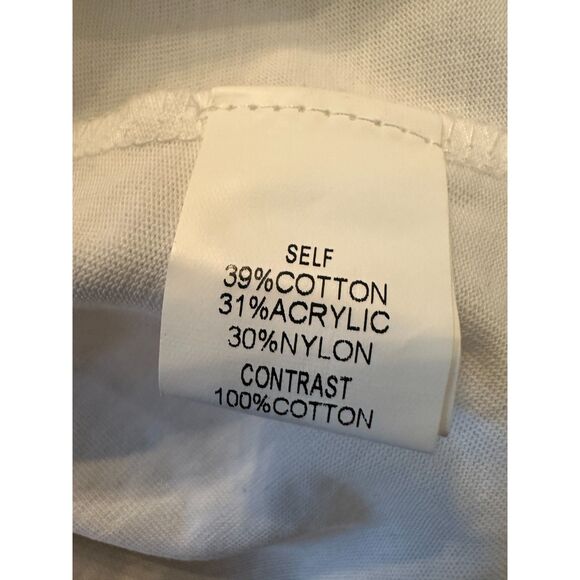 SELF
39%COTTON
31%ACRYLIC
30%NYLON
CONTRAST
100%COTTON